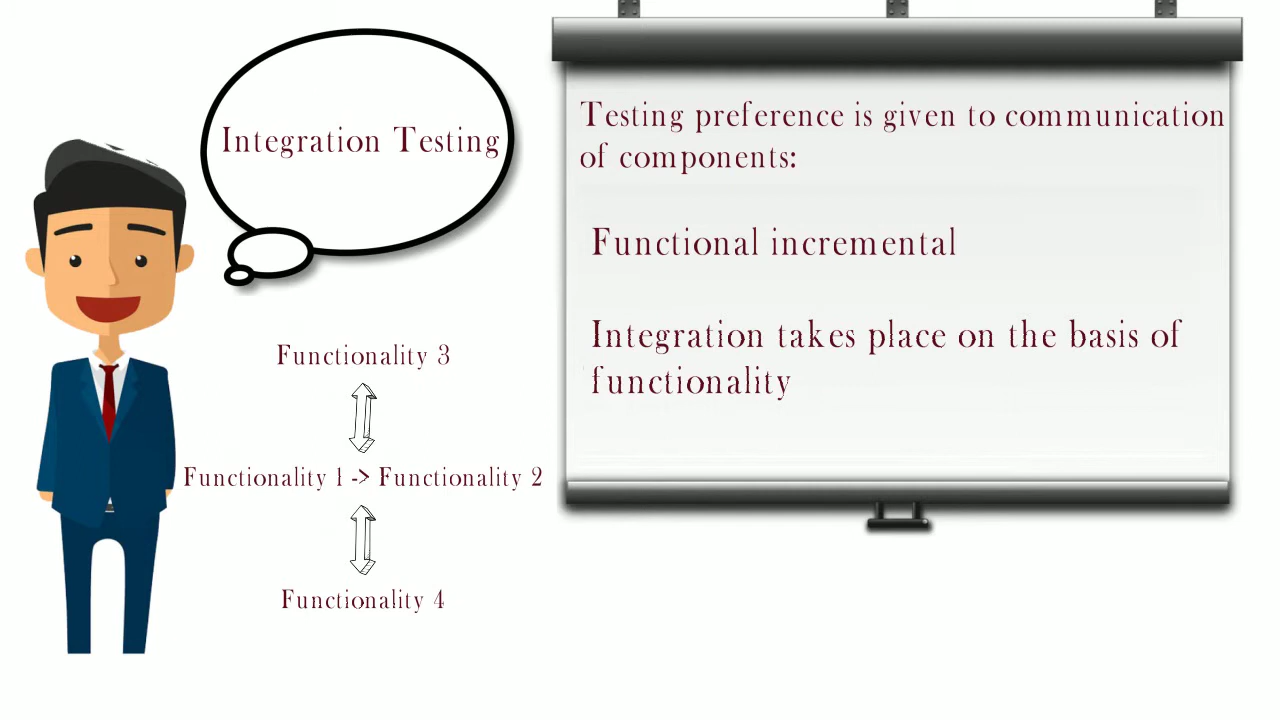 Integration Testing
Testing preference is given to communication
of components:
Functional incremental
Integration takes place on the basis of
functionality
Functionality 3
Functionality 1 -> Functionality 2
Functionality 4